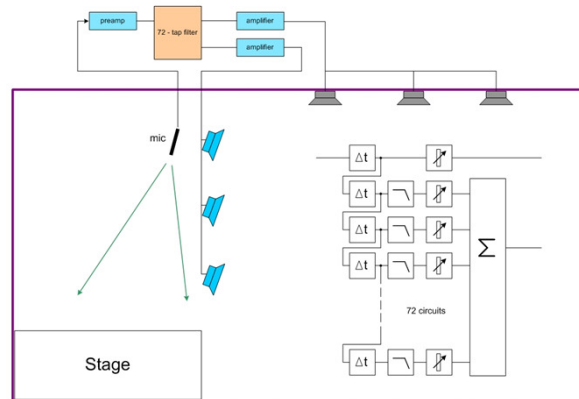 preamp
72 - tap filter
amplifier
amplifier
mic
Δt
Δt
Δt
Δt
Σ
72 circuits
Δt
Stage